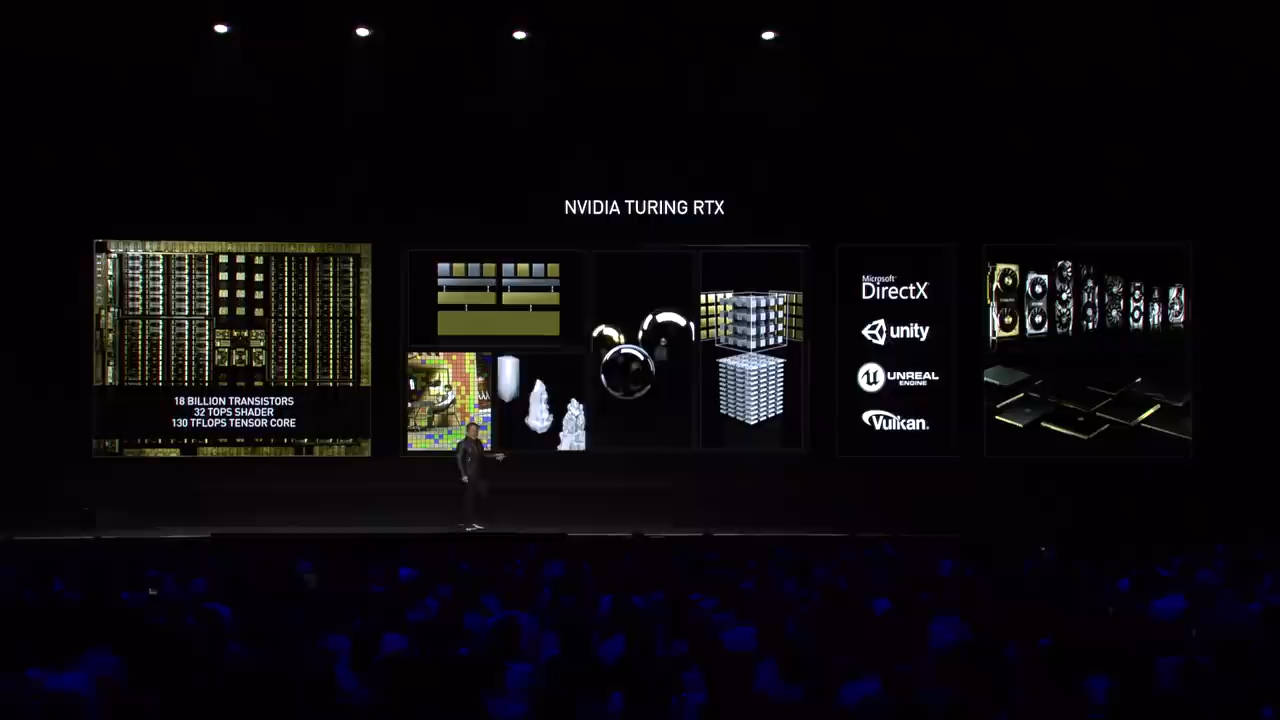 NVIDIA TURING RTX
18 BILLION TRANSISTORS
32 TOPS SHADER
130 TFLOPS TENSOR CORE
Microsoft
DirectX
unity
UNREAL
ENGINE
Vulkan